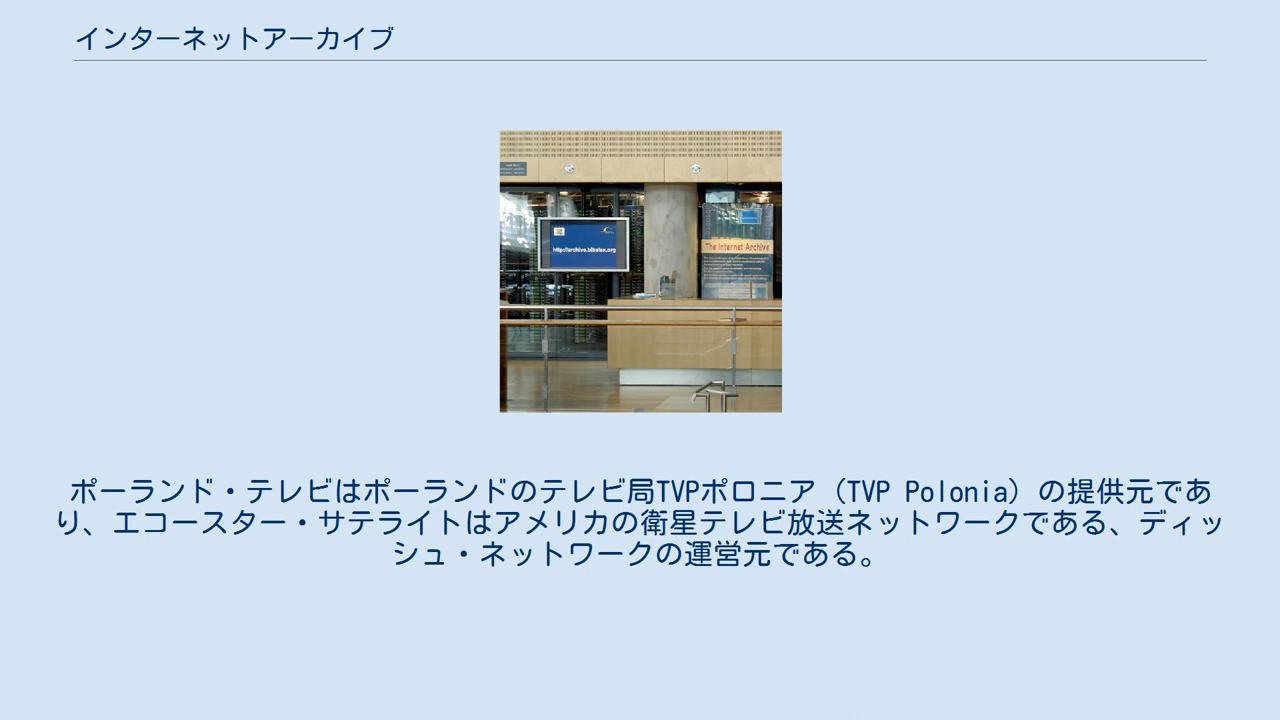 インターネットアーカイブ
http://archive.bibalex.org
The Internet Archive
ポーランド・テレビはポーランドのテレビ局TVPポロニア（TVP Polonia）の提供元であ
り、エコースター・サテライトはアメリカの衛星テレビ放送ネットワークである、ディッ
シュ・ネットワークの運営元である。